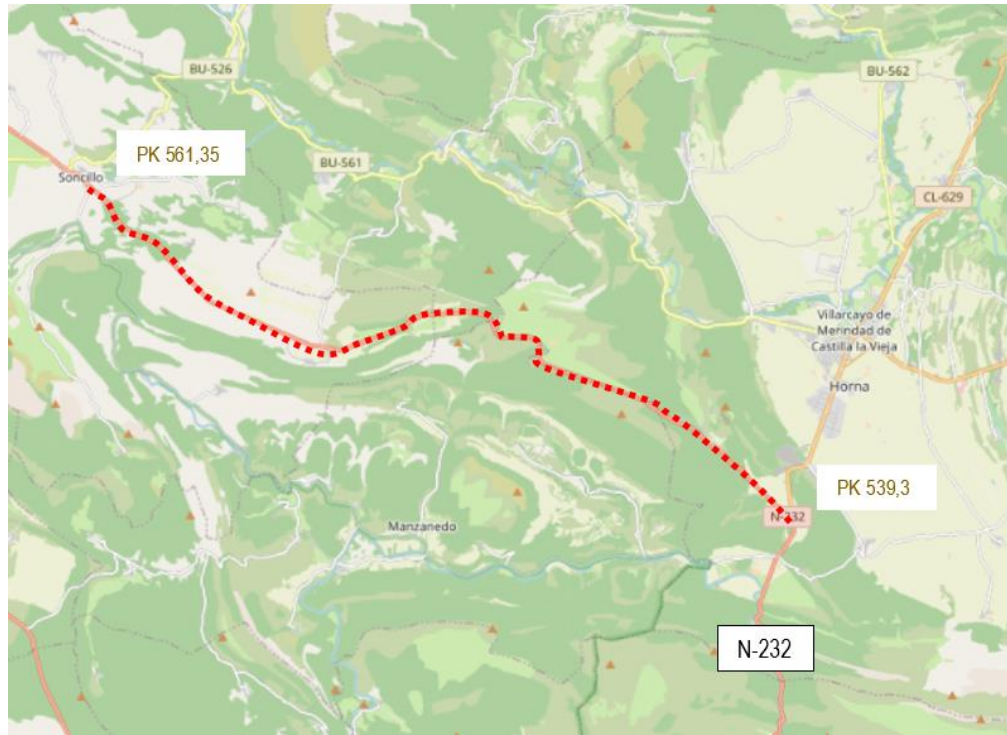 BU-526
BU-562
PK 561,35
BU-561
Soncillo
CL-629
Villarcayo de
Merindad de
Castilla la Vieja
Horna
PK 539,3
N-232
Manzanedo
N-232